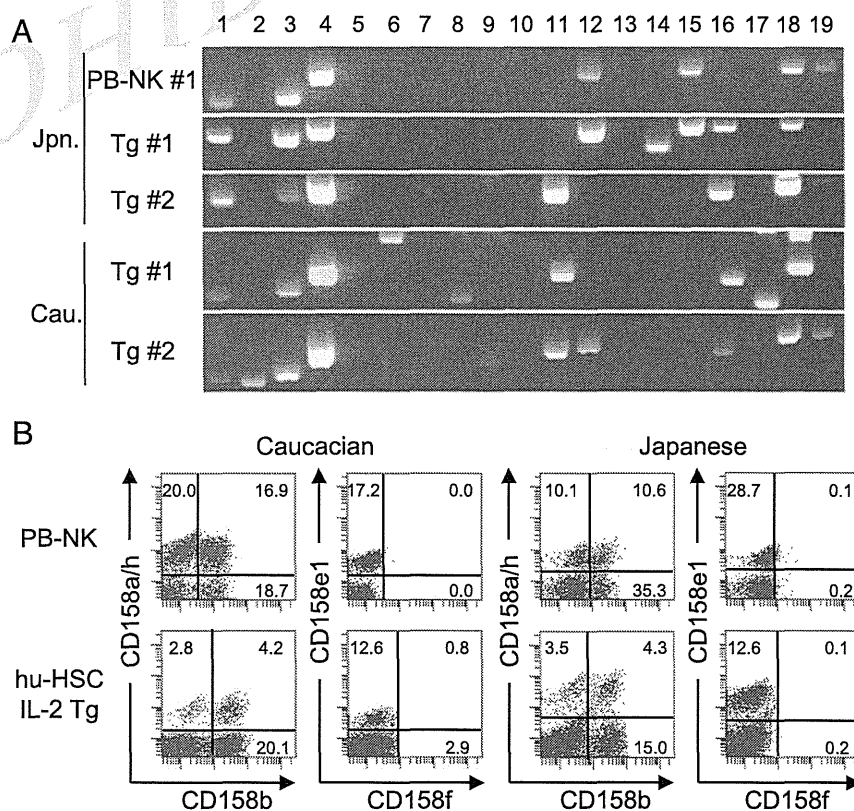 A
1 2 3 4 5 6 7 8 9 10 11 12 13 14 15 16 17 18 19
PB-NK #1
Jpn.
Tg #1
Tg #2
Tg #1
Cau.
Tg #2
B
Caucacian
Japanese
PB-NK
CD158a/h
20.0 16.9
18.7
CD158e1
17.2 0.0
0.0
CD158a/h
10.1 10.6
35.3
CD158e1
28.7 0.1
0.2
hu-HSC
IL-2 Tg
2.8 4.2
20.1
12.6 0.8
2.9
3.5 4.3
15.0
12.6 0.1
0.2
CD158b
CD158f
CD158b
CD158f